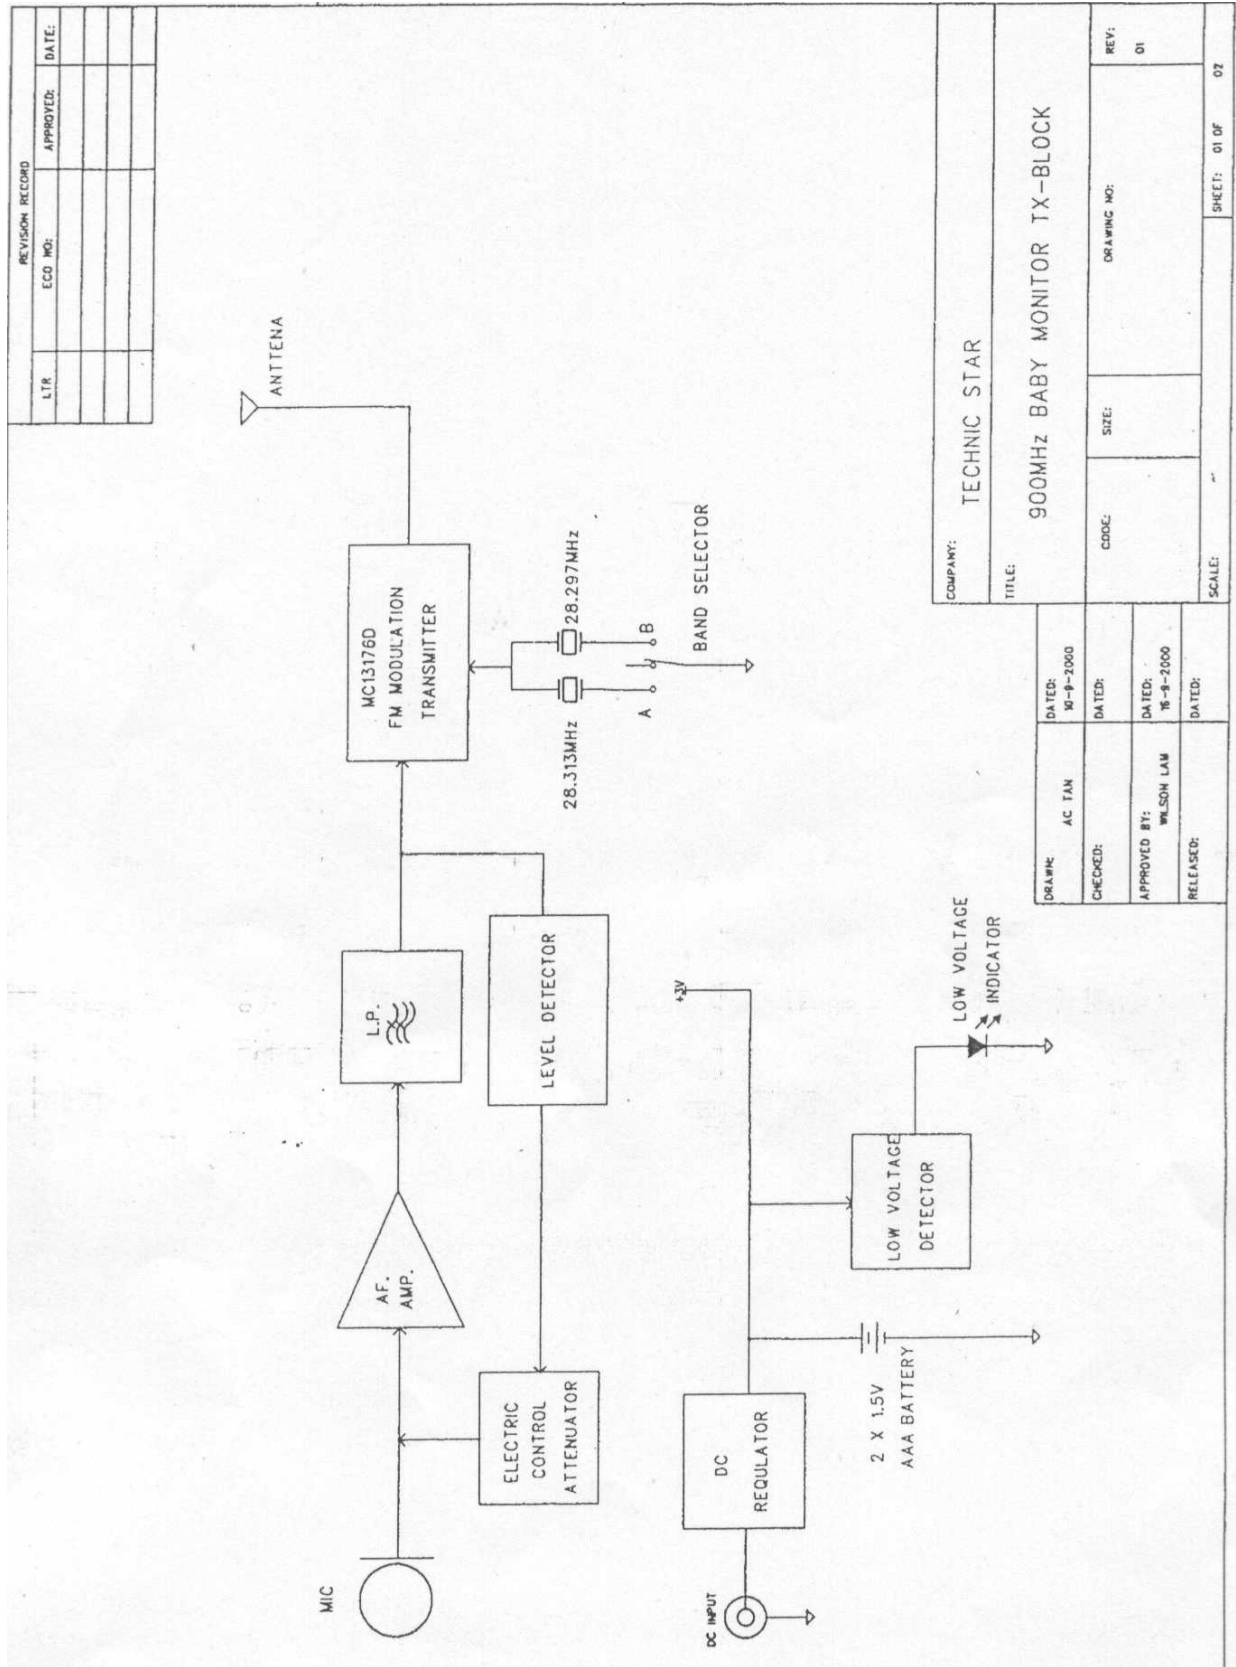 REVISION RECORD
LTR
ECO NO:
APPROVED:
DATE:
ANTTENA
MC13176D
FM MODULATION
TRANSMITTER
28.313MHz
28.297MHz
A
B
BAND SELECTOR
L.P.
LEVEL DETECTOR
AF.
AMP.
ELECTRIC
CONTROL
ATTENUATOR
MIC
DC INPUT
DC
REQULATOR
2 X 1.5V
AAA BATTERY
+3V
LOW VOLTAGE
DETECTOR
LOW VOLTAGE
INDICATOR
COMPANY:
TECHNIC STAR
TITLE:
900MHz BABY MONITOR TX-BLOCK
CODE:
SIZE:
DRAWING NO:
REV:
01
SCALE:
SHEET: 01 OF 02
DRAWN:
AC TAN
DATED:
10-9-2000
CHECKED:
DATED:
APPROVED BY:
WILSON LAM
DATED:
16-9-2000
RELEASED:
DATED: